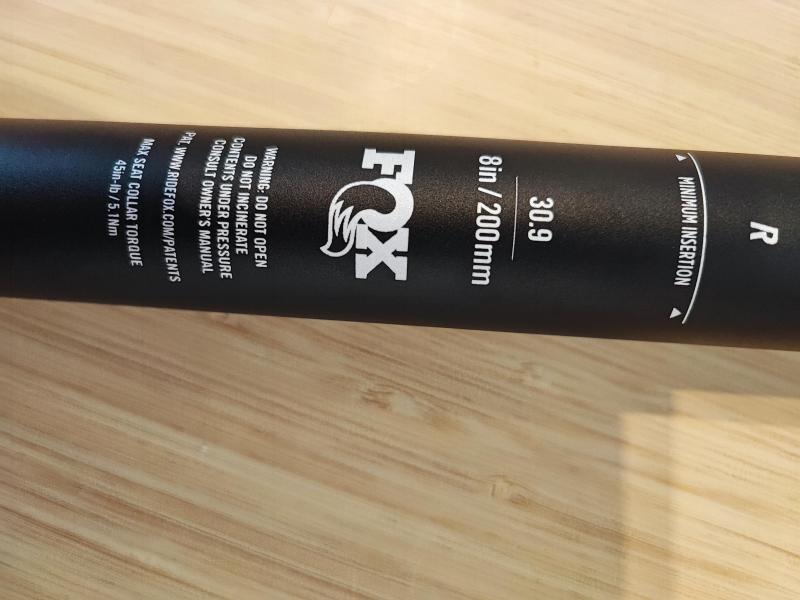 R
MINIMUM INSERTION
30.9
8in / 200mm
FOX
WARNING: DO NOT OPEN
DO NOT INCINERATE
CONTENTS UNDER PRESSURE
CONSULT OWNER'S MANUAL
PAT. WWW.RIDEFOX.COM/PATENTS
MAX SEAT COLLAR TORQUE
45in-lb / 5.1Nm